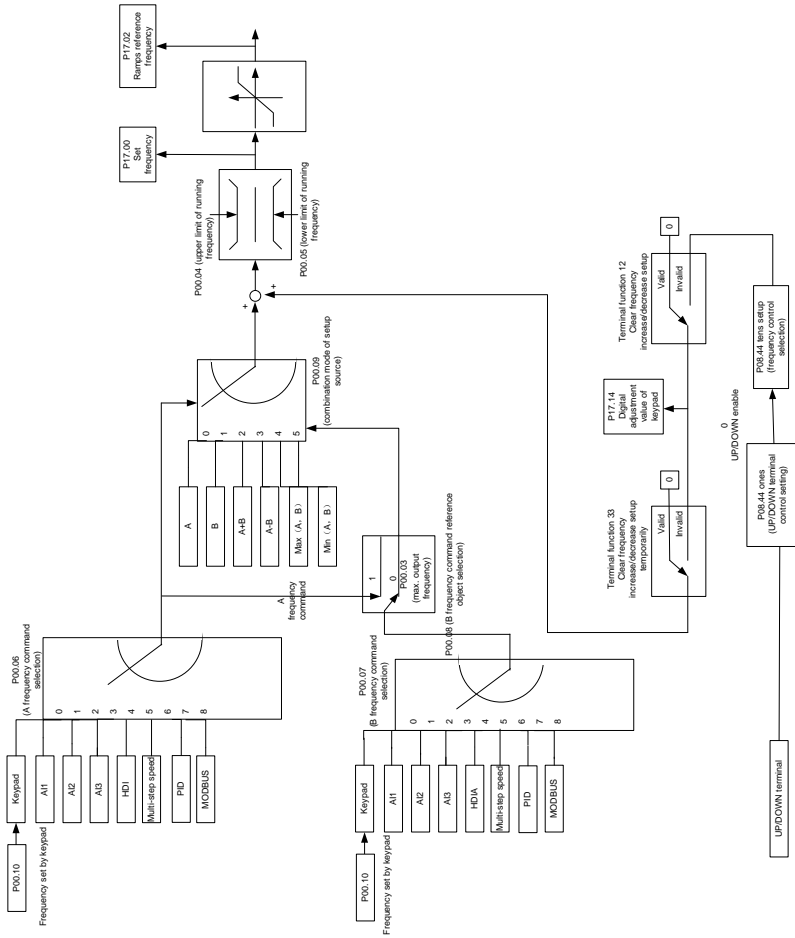 P17.02
Ramps reference
frequency
P17.00
Set
frequency
P00.04 (upper limit of running
frequency)
P00.05 (lower limit of running
frequency)
+
+
P00.09
(combination mode of setup
source)
0
1
2
3
4
5
A
B
A+B
A-B
Max（A，B）
Min（A，B）
A
frequency
command
1
0
P00.03
(max. output
frequency)
P00.08 (B frequency command reference
object selection)
P00.06
(A frequency command
selection)
0
1
2
3
4
5
6
7
8
Keypad
AI1
AI2
AI3
HDI
Multi-step speed
PID
MODBUS
P00.10
Frequency set by keypad
P00.07
(B frequency command
selection)
0
1
2
3
4
5
6
7
8
Keypad
AI1
AI2
AI3
HDIA
Multi-step speed
PID
MODBUS
P00.10
Frequency set by keypad
Terminal function 12
Clear frequency
increase/decrease setup
Valid
Invalid
0
P17.14
Digital
adjustment
value of
keypad
Terminal function 33
Clear frequency
increase/decrease setup
temporarily
Valid
Invalid
0
P08.44 tens setup
(frequency control
selection)
0
UP/DOWN enable
P08.44 ones
(UP/DOWN terminal
control setting)
UP/DOWN terminal